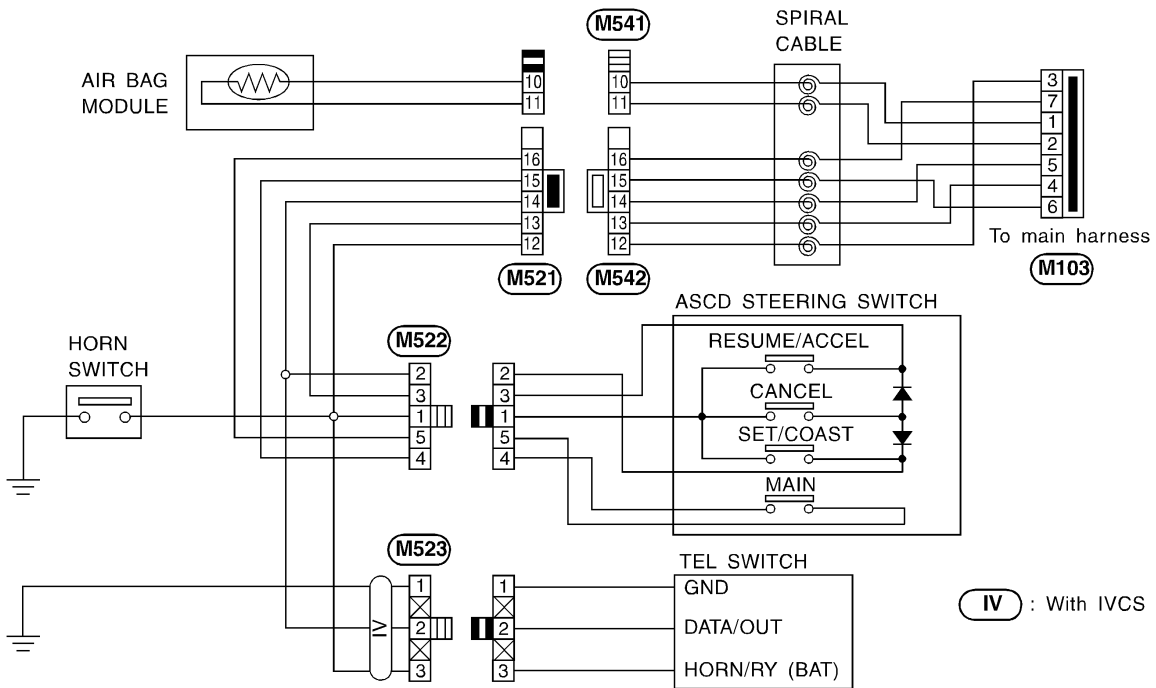 M541
SPIRAL
CABLE
AIR BAG
MODULE
10
11
10
11
3
7
1
2
5
4
6
16
15
14
13
12
16
15
14
13
12
To main harness
M103
M521
M542
ASCD STEERING SWITCH
HORN
SWITCH
M522
RESUME/ACCEL
CANCEL
SET/COAST
MAIN
2
3
1
5
4
2
3
1
5
4
M523
TEL SWITCH
IV
1
2
3
1
2
3
GND
DATA/OUT
HORN/RY (BAT)
IV : With IVCS